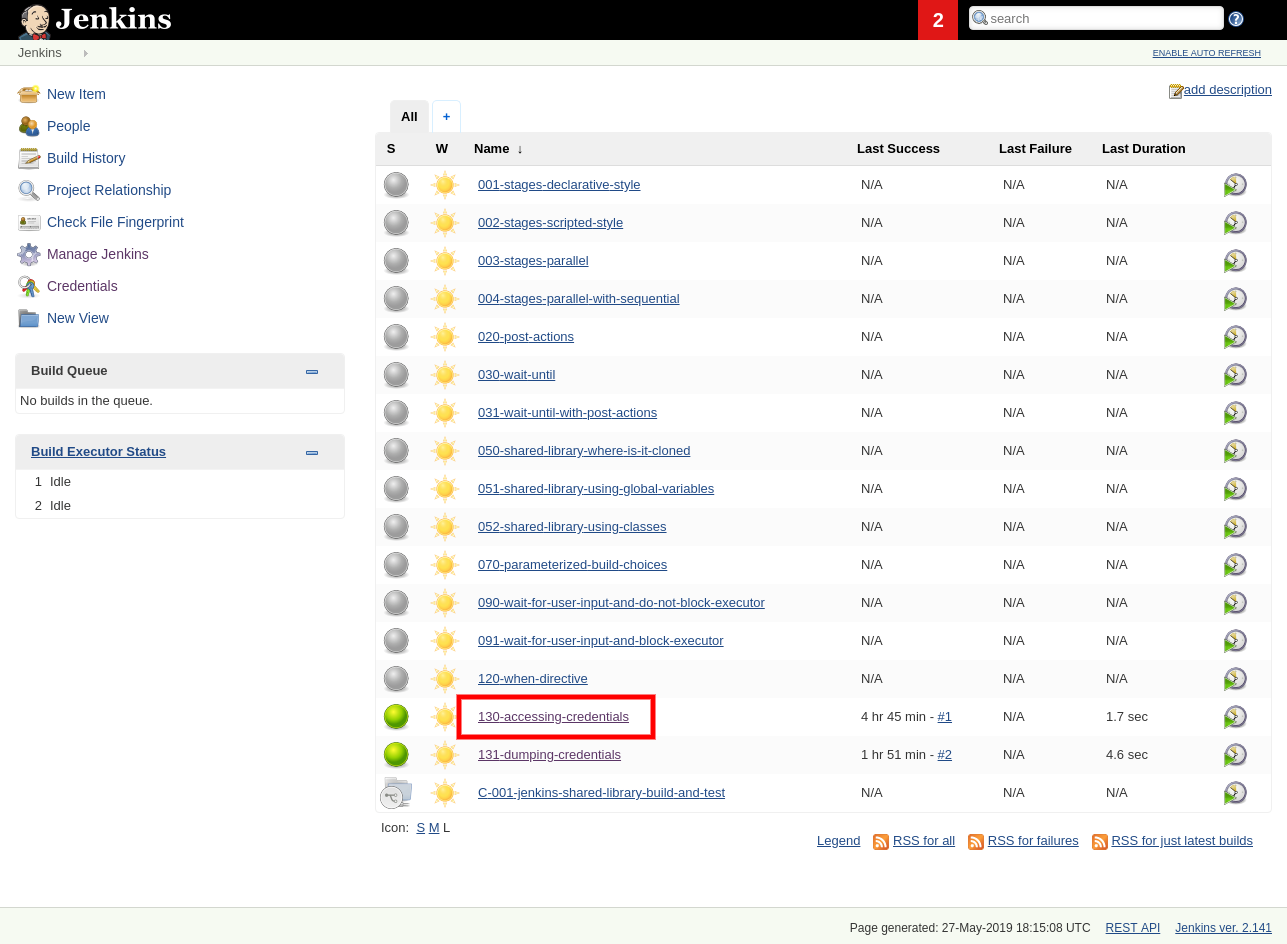 Jenkins
2
search
Jenkins
ENABLE AUTO REFRESH
New Item
People
Build History
Project Relationship
Check File Fingerprint
Manage Jenkins
Credentials
New View
Build Queue
No builds in the queue.
Build Executor Status
1 Idle
2 Idle
add description
All +
S W Name ↓ Last Success Last Failure Last Duration
001-stages-declarative-style N/A N/A N/A
002-stages-scripted-style N/A N/A N/A
003-stages-parallel N/A N/A N/A
004-stages-parallel-with-sequential N/A N/A N/A
020-post-actions N/A N/A N/A
030-wait-until N/A N/A N/A
031-wait-until-with-post-actions N/A N/A N/A
050-shared-library-where-is-it-cloned N/A N/A N/A
051-shared-library-using-global-variables N/A N/A N/A
052-shared-library-using-classes N/A N/A N/A
070-parameterized-build-choices N/A N/A N/A
090-wait-for-user-input-and-do-not-block-executor N/A N/A N/A
091-wait-for-user-input-and-block-executor N/A N/A N/A
120-when-directive N/A N/A N/A
130-accessing-credentials 4 hr 45 min - #1 N/A 1.7 sec
131-dumping-credentials 1 hr 51 min - #2 N/A 4.6 sec
C-001-jenkins-shared-library-build-and-test N/A N/A N/A
Icon: S M L
Legend RSS for all RSS for failures RSS for just latest builds
Page generated: 27-May-2019 18:15:08 UTC REST API Jenkins ver. 2.141